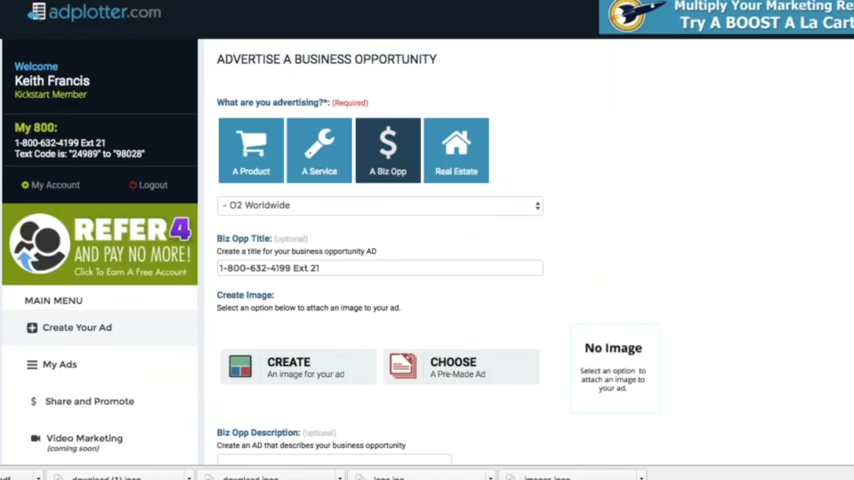 adplotter.com
Multiply Your Marketing Re
Try A BOOST A La Cart
Welcome
Keith Francis
Kickstart Member
My 800:
1-800-632-4199 Ext 21
Text Code is: "24989" to "98028"
My Account
Logout
REFER 4
AND PAY NO MORE!
Click To Earn A Free Account
MAIN MENU
Create Your Ad
My Ads
Share and Promote
Video Marketing
(coming soon)
ADVERTISE A BUSINESS OPPORTUNITY
What are you advertising?*: (Required)
A Product
A Service
A Biz Opp
Real Estate
- O2 Worldwide
Biz Opp Title: (optional)
Create a title for your business opportunity AD
1-800-632-4199 Ext 21
Create Image:
Select an option below to attach an image to your ad.
CREATE
An image for your ad
CHOOSE
A Pre-Made Ad
No Image
Select an option to
attach an image to
your ad.
Biz Opp Description: (optional)
Create an AD that describes your business opportunity